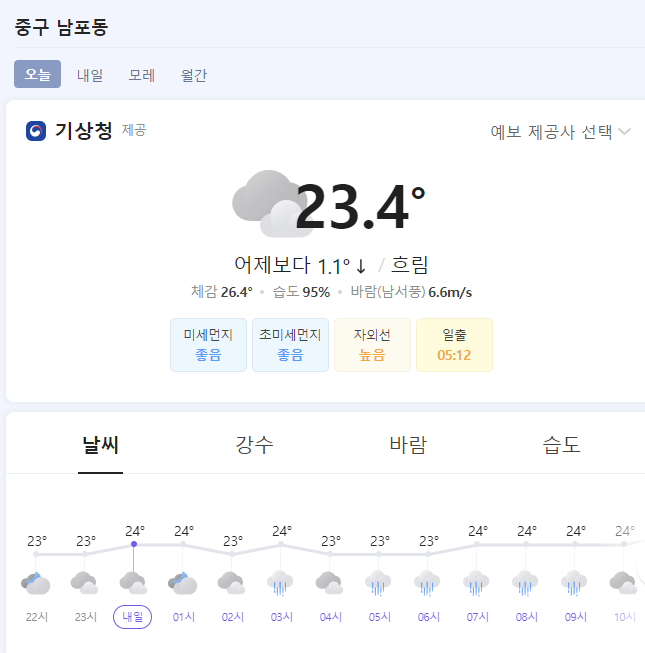 중구 남포동
오늘 내일 모레 월간
기상청 제공 예보 제공사 선택
23.4°
어제보다 1.1°↓ / 흐림
체감 26.4° • 습도 95% • 바람(남서풍) 6.6m/s
미세먼지 초미세먼지 자외선 일출
좋음 좋음 높음 05:12
날씨 강수 바람 습도
23° 23° 24° 24° 23° 24° 23° 23° 23° 24° 24° 24° 24°
22시 23시 내일 01시 02시 03시 04시 05시 06시 07시 08시 09시 10시